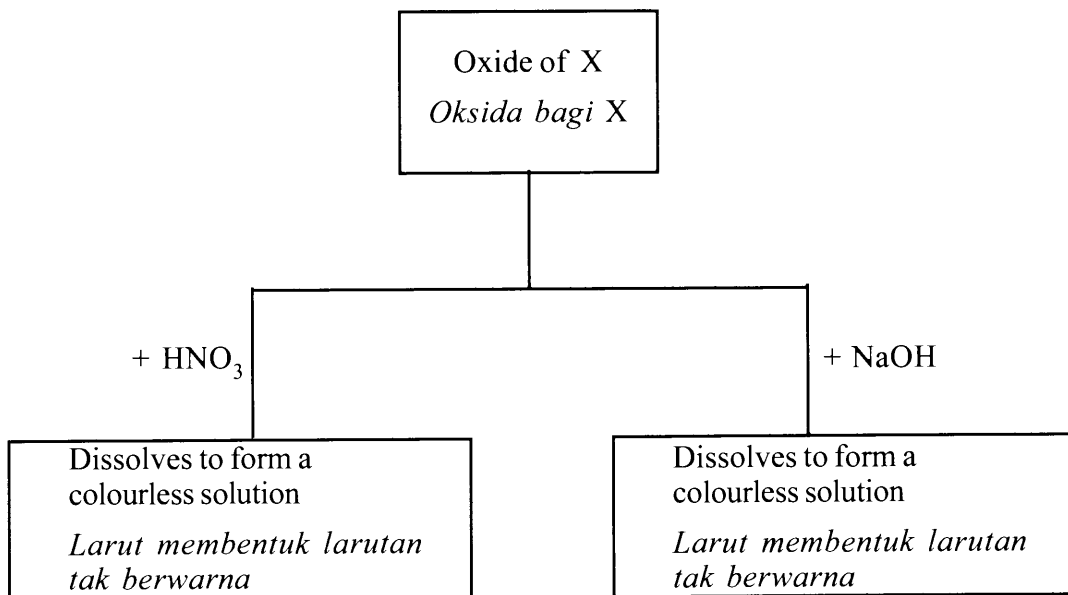 Oxide of X
Oksida bagi X
+ HNO₃
+ NaOH
Dissolves to form a
colourless solution
Larut membentuk larutan
tak berwarna
Dissolves to form a
colourless solution
Larut membentuk larutan
tak berwarna